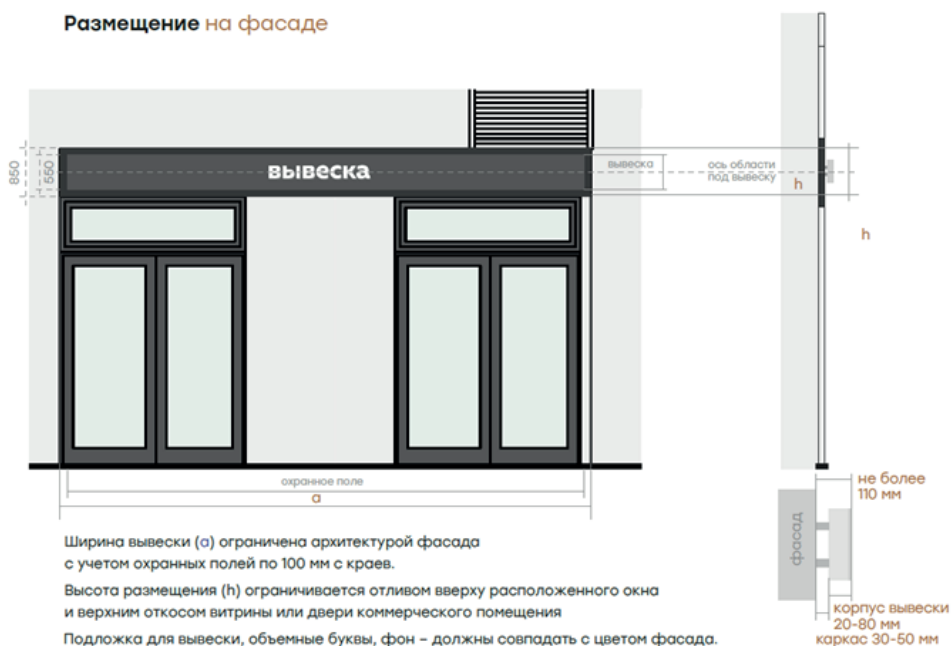 Размещение на фасаде
850
550
вывеска
вывеска
ось области
под вывеску
h
h
охранное поле
a
не более
110 мм
фасад
корпус вывески
20-80 мм
каркас 30-50 мм
Ширина вывески (a) ограничена архитектурой фасада
с учетом охранных полей по 100 мм с краев.
Высота размещения (h) ограничивается отливом вверху расположенного окна
и верхним откосом витрины или двери коммерческого помещения
Подложка для вывески, объемные буквы, фон – должны совпадать с цветом фасада.